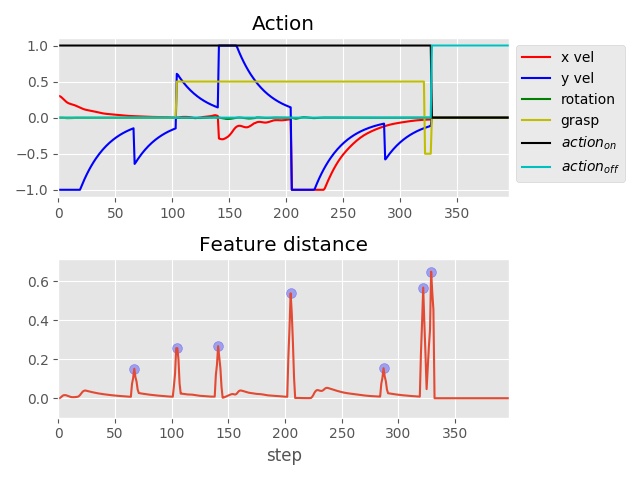 Action
1.0
0.5
0.0
−0.5
−1.0
0 50 100 150 200 250 300 350
x vel
y vel
rotation
grasp
action_on
action_off
Feature distance
0.6
0.4
0.2
0.0
0 50 100 150 200 250 300 350
step